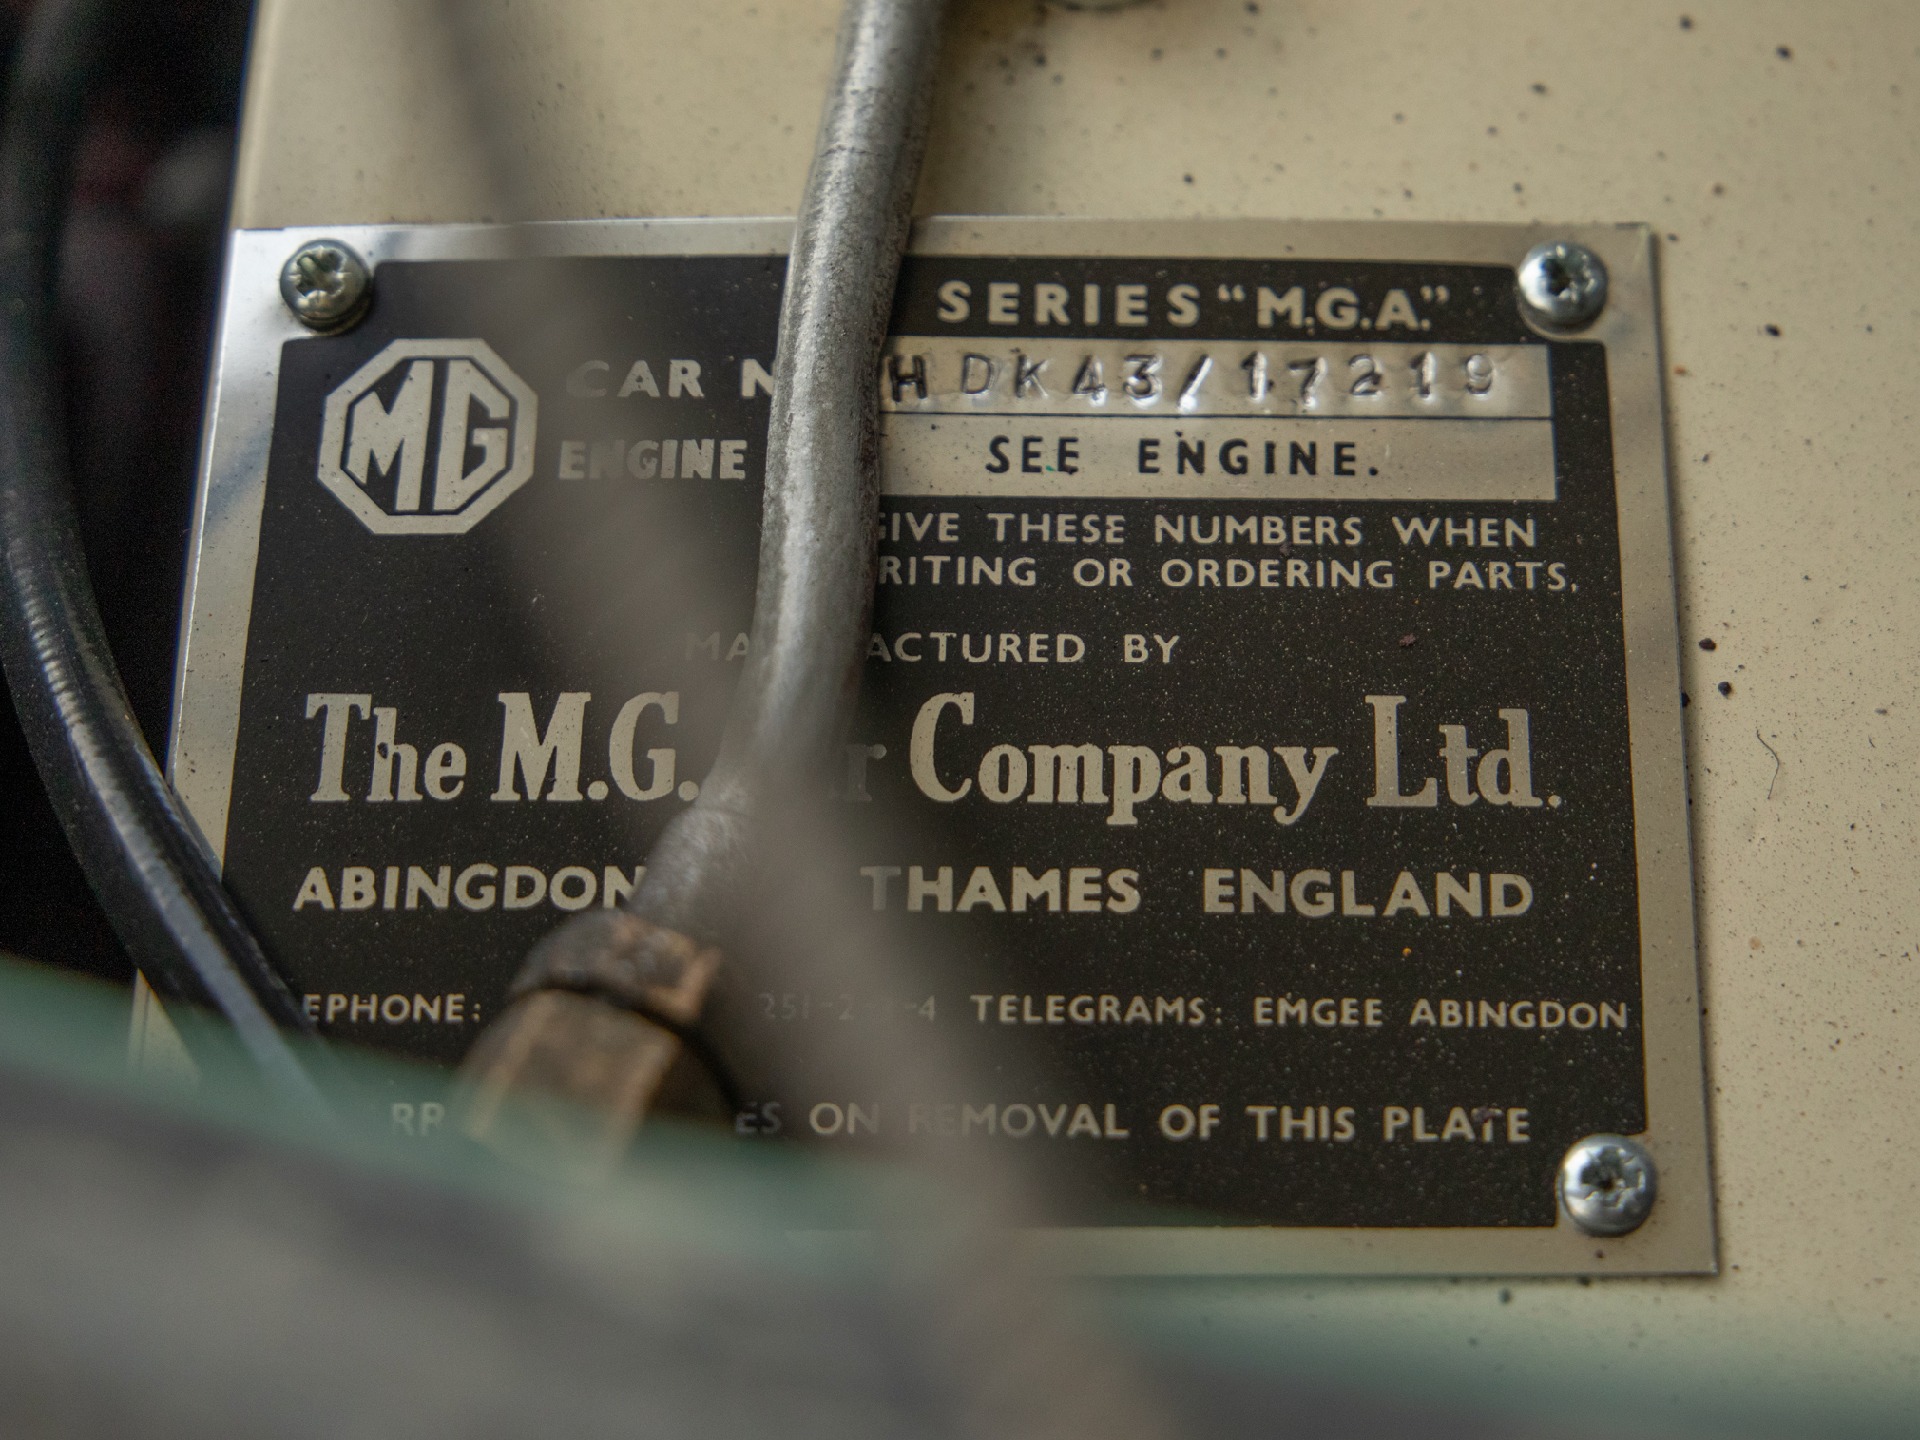 SERIES "M.G.A."
MG
CAR HDK43/17219
ENGINE SEE ENGINE.
GIVE THESE NUMBERS WHEN
RITING OR ORDERING PARTS,
ACTURED BY
The M.G. Company Ltd.
ABINGDON THAMES ENGLAND
EPHONE: TELEGRAMS: EMGEE ABINGDON
ES ON REMOVAL OF THIS PLATE